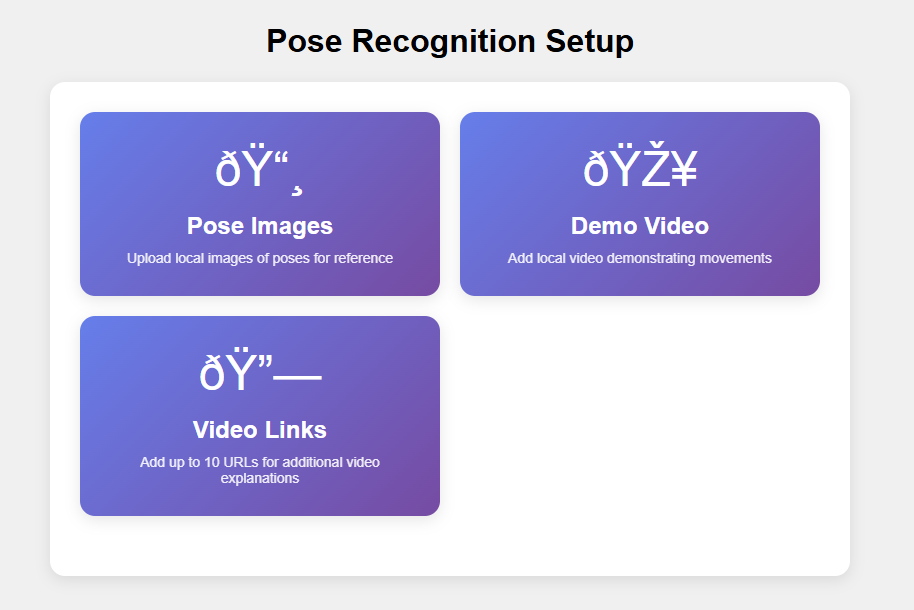 Pose Recognition Setup
ðŸ“¸
Pose Images
Upload local images of poses for reference
ðŸŽ¥
Demo Video
Add local video demonstrating movements
ðŸ”—
Video Links
Add up to 10 URLs for additional video
explanations